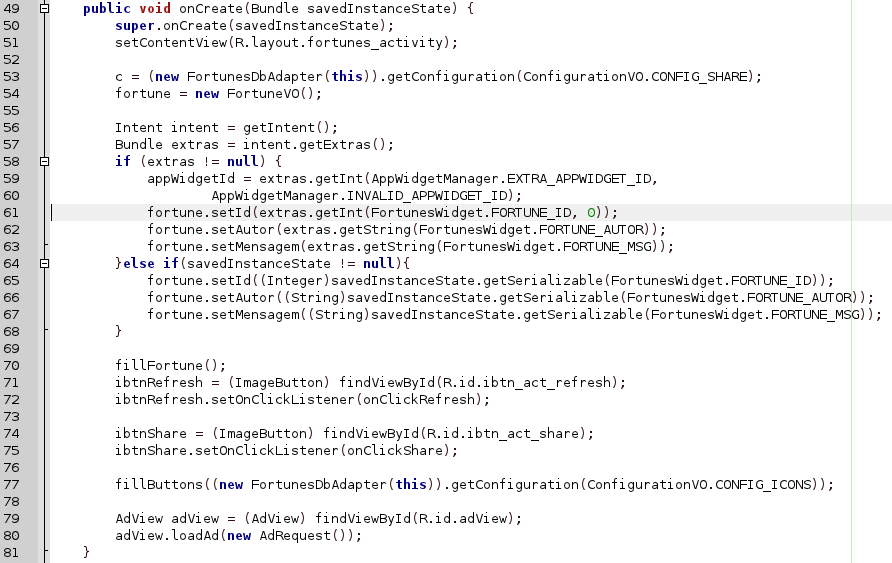 49 public void onCreate(Bundle savedInstanceState) {
50 super.onCreate(savedInstanceState);
51 setContentView(R.layout.fortunes_activity);
52
53 c = (new FortunesDbAdapter(this)).getConfiguration(ConfigurationVO.CONFIG_SHARE);
54 fortune = new FortuneVO();
55
56 Intent intent = getIntent();
57 Bundle extras = intent.getExtras();
58 if (extras != null) {
59 appWidgetId = extras.getInt(AppWidgetManager.EXTRA_APPWIDGET_ID,
60 AppWidgetManager.INVALID_APPWIDGET_ID);
61 fortune.setId(extras.getInt(FortunesWidget.FORTUNE_ID, 0));
62 fortune.setAutor(extras.getString(FortunesWidget.FORTUNE_AUTOR));
63 fortune.setMensagem(extras.getString(FortunesWidget.FORTUNE_MSG));
64 }else if(savedInstanceState != null){
65 fortune.setId((Integer)savedInstanceState.getSerializable(FortunesWidget.FORTUNE_ID));
66 fortune.setAutor((String)savedInstanceState.getSerializable(FortunesWidget.FORTUNE_AUTOR));
67 fortune.setMensagem((String)savedInstanceState.getSerializable(FortunesWidget.FORTUNE_MSG));
68 }
69
70 fillFortune();
71 ibtnRefresh = (ImageButton) findViewById(R.id.ibtn_act_refresh);
72 ibtnRefresh.setOnClickListener(onClickRefresh);
73
74 ibtnShare = (ImageButton) findViewById(R.id.ibtn_act_share);
75 ibtnShare.setOnClickListener(onClickShare);
76
77 fillButtons((new FortunesDbAdapter(this)).getConfiguration(ConfigurationVO.CONFIG_ICONS));
78
79 AdView adView = (AdView) findViewById(R.id.adView);
80 adView.loadAd(new AdRequest());
81 }